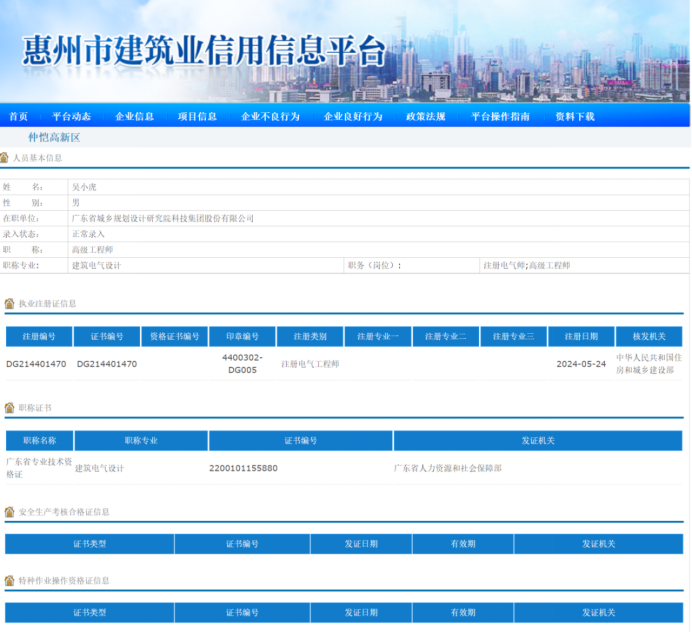 惠州市建筑业信用信息平台
首页 平台动态 企业信息 项目信息 企业不良行为 企业良好行为 政策法规 平台操作指南 资料下载
仲恺高新区
人员基本信息
姓 名： 吴小虎
性 别： 男
在职单位： 广东省城乡规划设计研究院科技集团股份有限公司
录入状态： 正常录入
职 称： 高级工程师
职称专业： 建筑电气设计 职务（岗位）： 注册电气师;高级工程师
执业注册证信息
注册编号 证书编号 资格证书编号 印章编号 注册类别 注册专业一 注册专业二 注册专业三 注册日期 核发机关
DG214401470 DG214401470 4400302-DG005 注册电气工程师 2024-05-24 中华人民共和国住房和城乡建设部
职称证书
职称名称 职称专业 证书编号 发证机关
广东省专业技术资格证 建筑电气设计 2200101155880 广东省人力资源和社会保障部
安全生产考核合格证信息
证书类型 证书编号 发证日期 有效期 发证机关
特种作业操作资格证信息
证书类型 证书编号 发证日期 有效期 发证机关